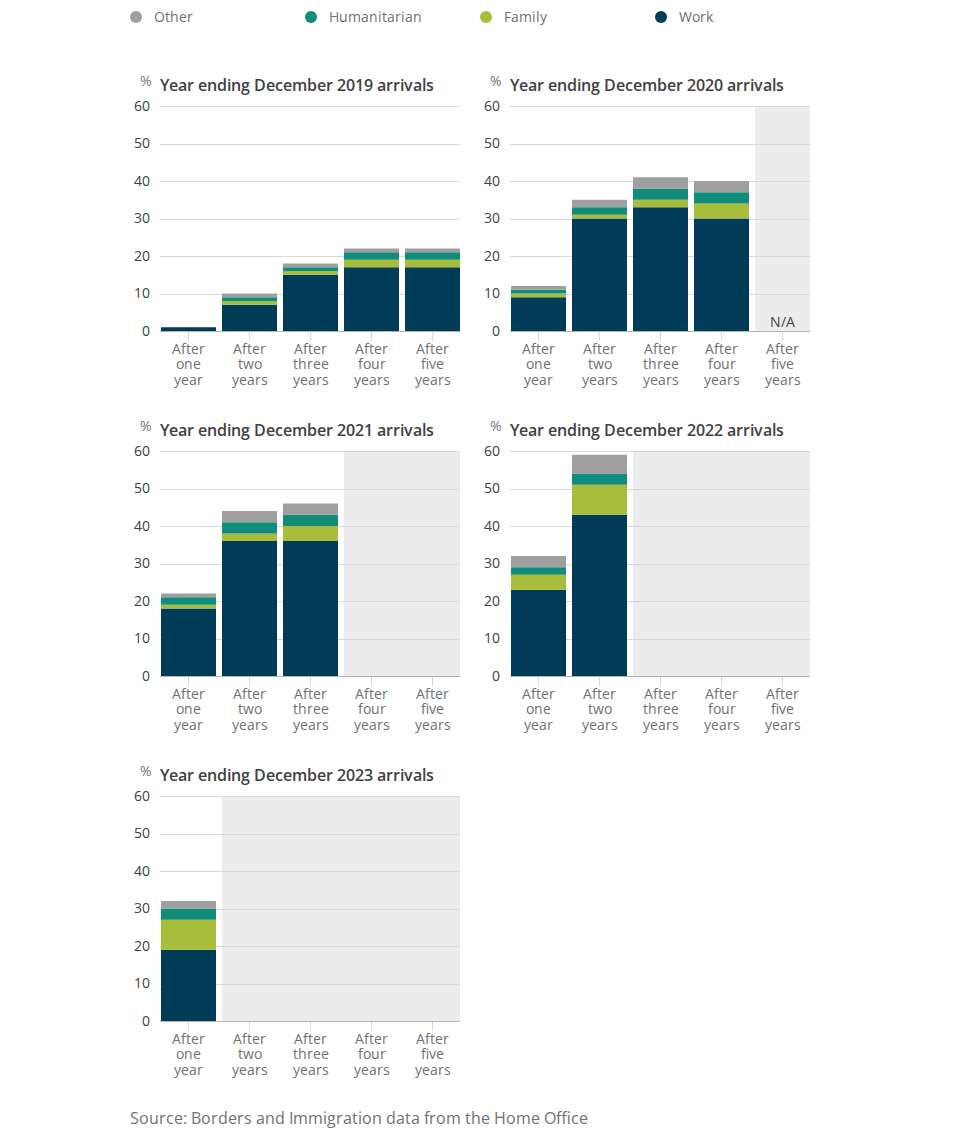 Other Humanitarian Family Work
% Year ending December 2019 arrivals
60
50
40
30
20
10
0
After one year
After two years
After three years
After four years
After five years
% Year ending December 2020 arrivals
60
50
40
30
20
10
0
N/A
After one year
After two years
After three years
After four years
After five years
% Year ending December 2021 arrivals
60
50
40
30
20
10
0
After one year
After two years
After three years
After four years
After five years
% Year ending December 2022 arrivals
60
50
40
30
20
10
0
After one year
After two years
After three years
After four years
After five years
% Year ending December 2023 arrivals
60
50
40
30
20
10
0
After one year
After two years
After three years
After four years
After five years
Source: Borders and Immigration data from the Home Office